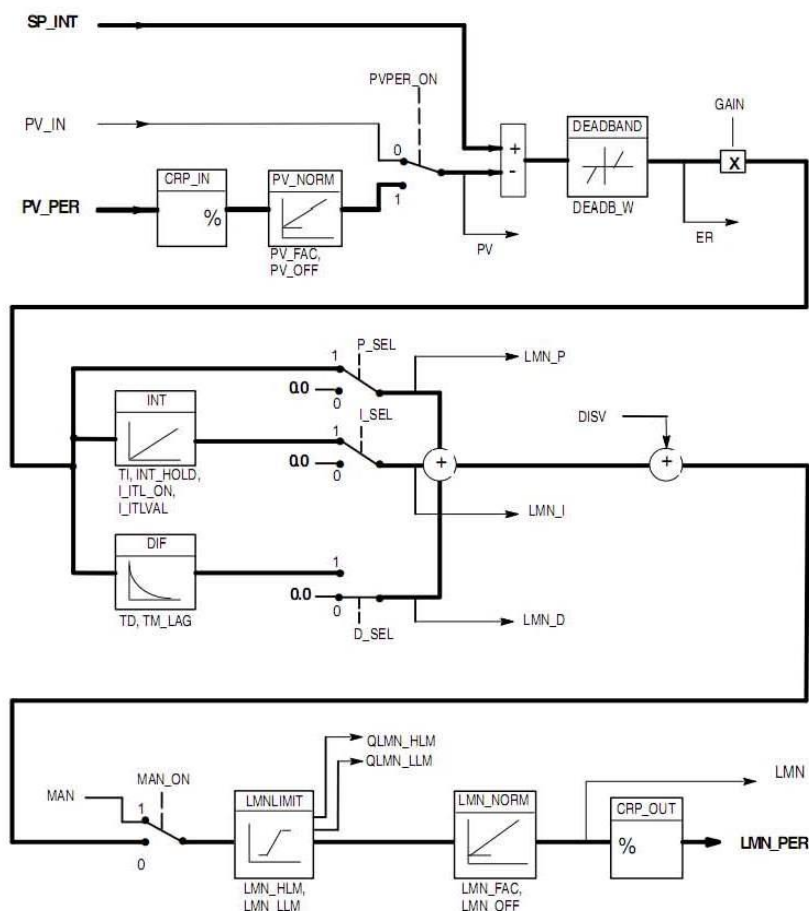 SP_INT
PVPER_ON
GAIN
PV_IN
0
DEADBAND
+
X
CRP_IN
PV_NORM
-
PV_PER
%
1
DEADB_W
ER
PV_FAC,
PV_OFF
PV
P_SEL
1
LMN_P
INT
0.0
0
I_SEL
DISV
1
0.0
+
+
TI, INT_HOLD,
I_ITL_ON,
I_ITLVAL
0
LMN_I
DIF
1
0.0
0
TD, TM_LAG
D_SEL
LMN_D
QLMN_HLM
QLMN_LLM
MAN_ON
LMN
MAN
LMNLIMIT
LMN_NORM
CRP_OUT
1
%
LMN_PER
0
LMN_HLM,
LMN_LLM
LMN_FAC,
LMN_OFF